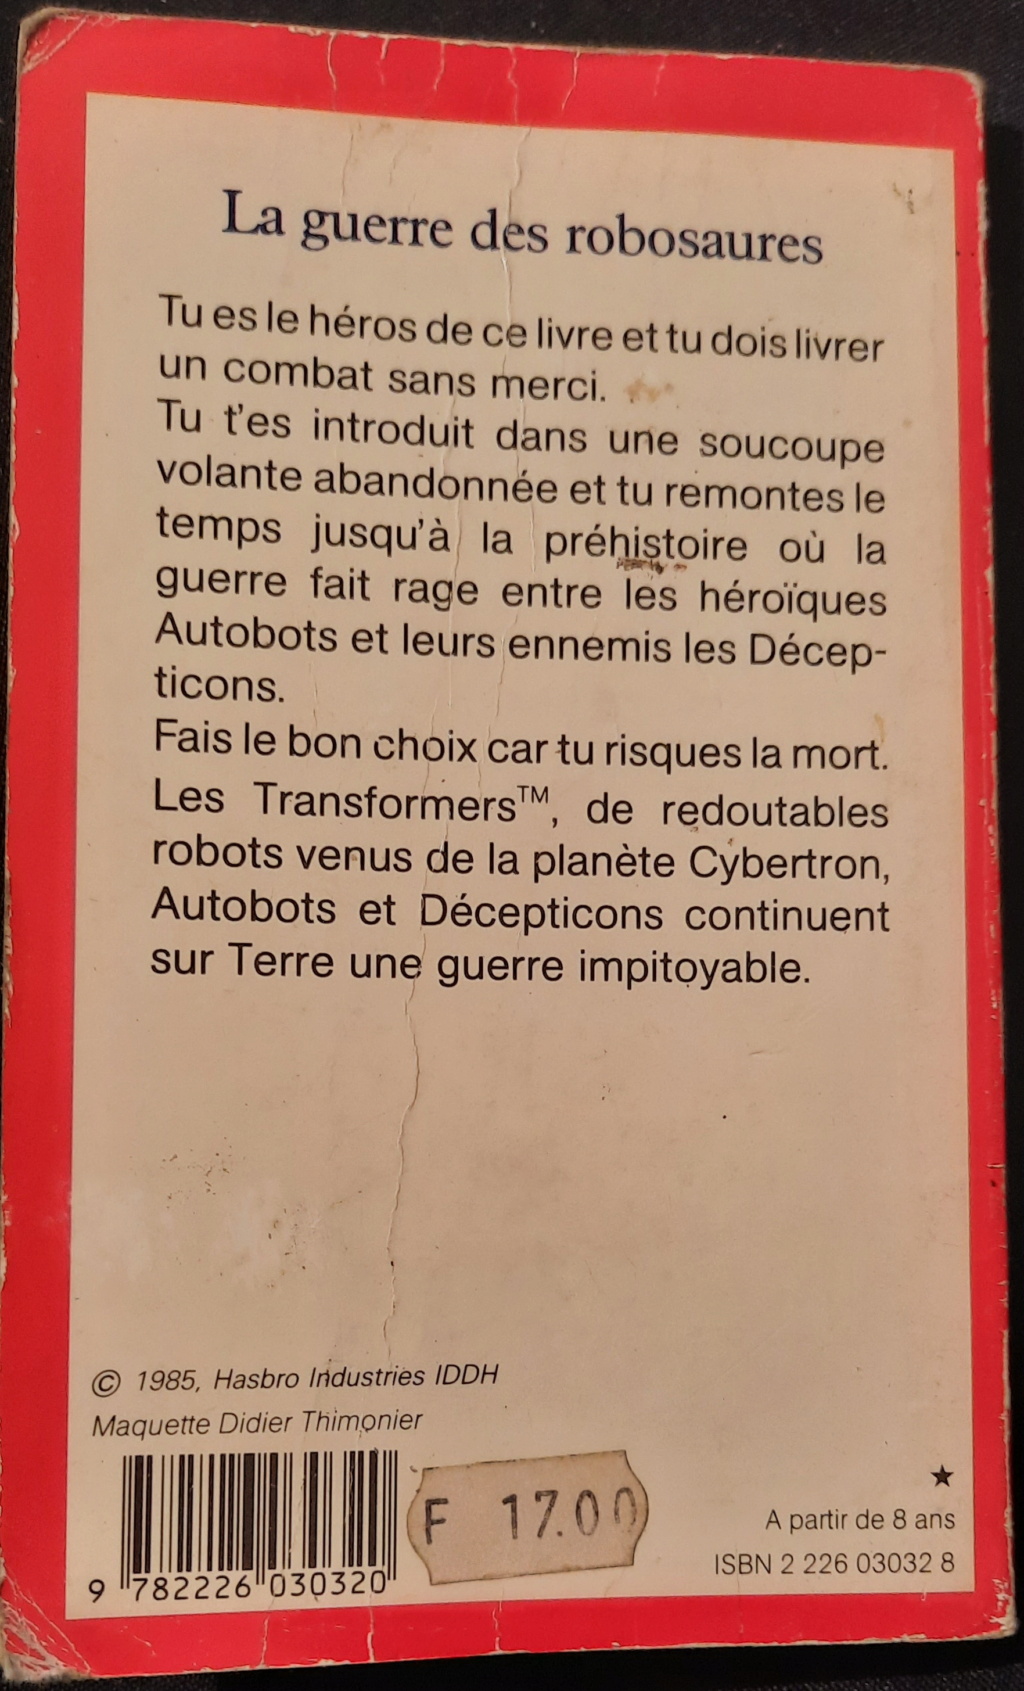 La guerre des robosaures
Tu es le héros de ce livre et tu dois livrer
un combat sans merci.
Tu t'es introduit dans une soucoupe
volante abandonnée et tu remontes le
temps jusqu'à la préhistoire où la
guerre fait rage entre les héroïques
Autobots et leurs ennemis les Décep-
ticons.
Fais le bon choix car tu risques la mort.
Les Transformers™, de redoutables
robots venus de la planète Cybertron,
Autobots et Décepticons continuent
sur Terre une guerre impitoyable.
© 1985, Hasbro Industries IDDH
Maquette Didier Thimonier
9 782226 030320
F 17.00
★
A partir de 8 ans
ISBN 2 226 03032 8